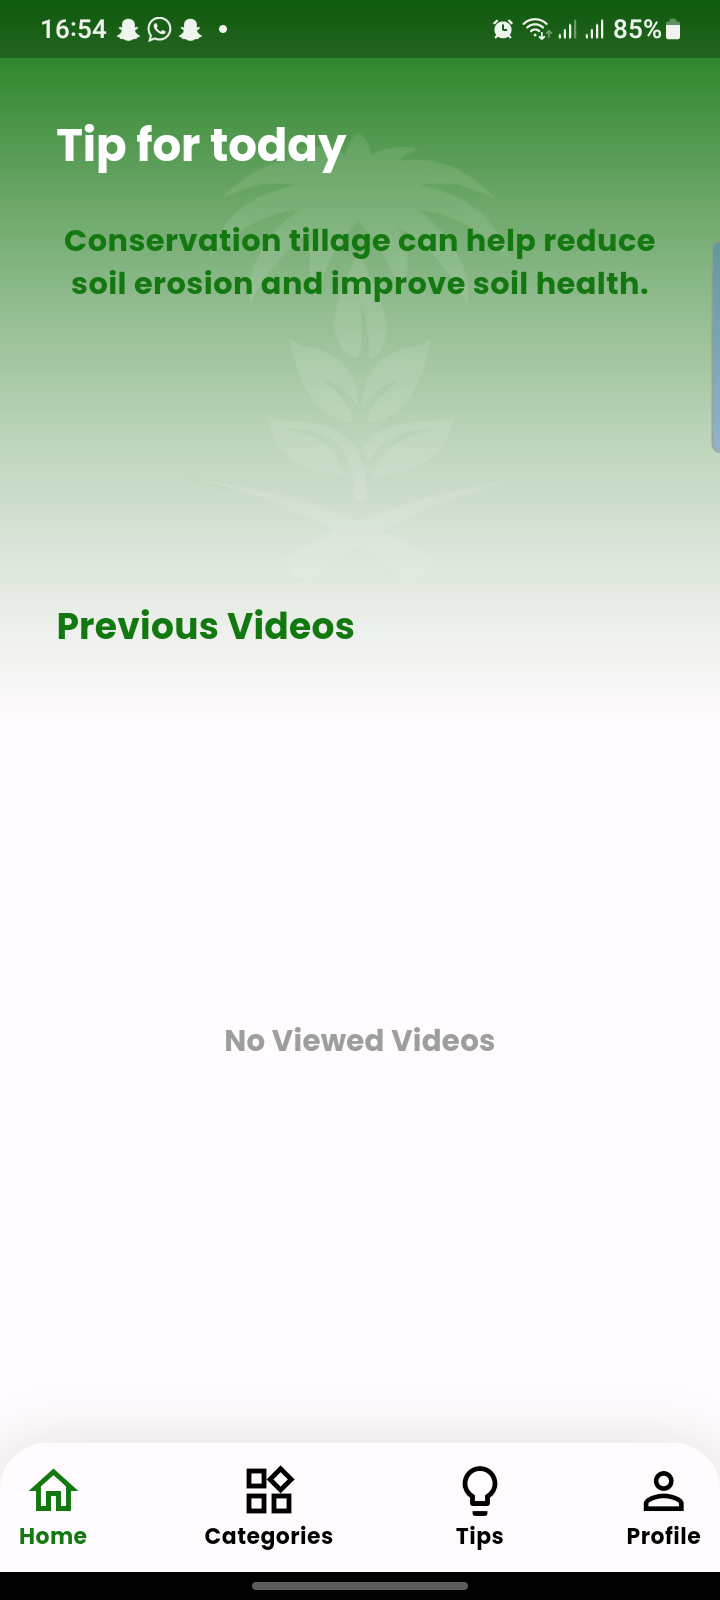 16:54
85%
Tip for today
Conservation tillage can help reduce
soil erosion and improve soil health.
Previous Videos
No Viewed Videos
Home
Categories
Tips
Profile